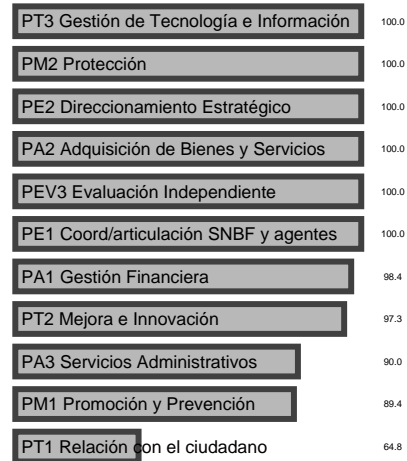 PT3 Gestión de Tecnología e Información 100.0
PM2 Protección 100.0
PE2 Direccionamiento Estratégico 100.0
PA2 Adquisición de Bienes y Servicios 100.0
PEV3 Evaluación Independiente 100.0
PE1 Coord/articulación SNBF y agentes 100.0
PA1 Gestión Financiera 98.4
PT2 Mejora e Innovación 97.3
PA3 Servicios Administrativos 90.0
PM1 Promoción y Prevención 89.4
PT1 Relación con el ciudadano 64.8